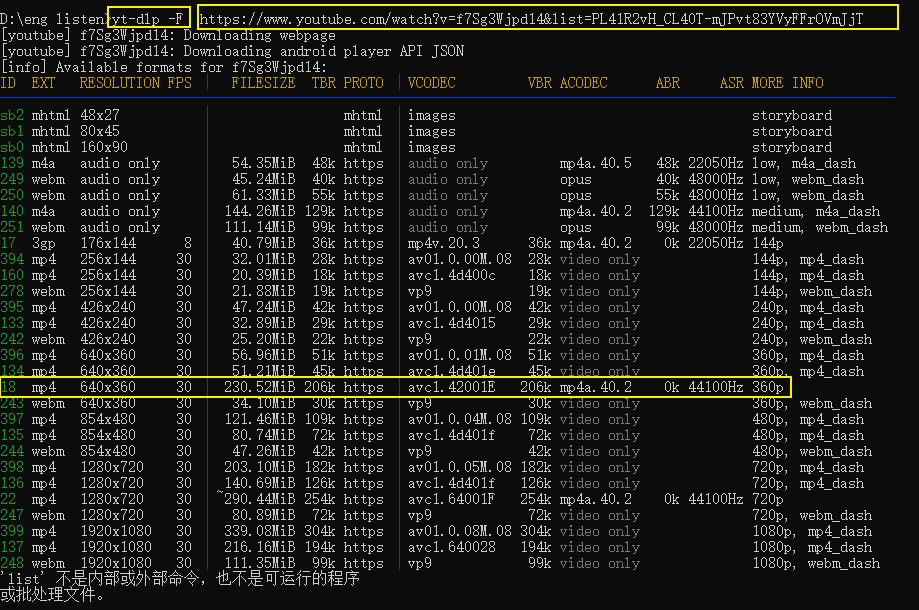 D:\eng listen>yt-dlp -F https://www.youtube.com/watch?v=f7Sg3Wjpdl4&list=PL41R2vH_CL40T-mJPvt83YVyFFrOVmJjT
[youtube] f7Sg3Wjpdl4: Downloading webpage
[youtube] f7Sg3Wjpdl4: Downloading android player API JSON
[info] Available formats for f7Sg3Wjpdl4:
ID EXT RESOLUTION FPS | FILESIZE TBR PROTO | VCODEC VBR ACODEC ABR ASR MORE INFO
sb2 mhtml 48x27 | mhtml | images storyboard
sb1 mhtml 80x45 | mhtml | images storyboard
sb0 mhtml 160x90 | mhtml | images storyboard
139 m4a audio only | 54.35MiB 48k https | audio only mp4a.40.5 48k 22050Hz low, m4a_dash
249 webm audio only | 45.24MiB 40k https | audio only opus 40k 48000Hz low, webm_dash
250 webm audio only | 61.33MiB 55k https | audio only opus 55k 48000Hz low, webm_dash
140 m4a audio only | 144.26MiB 129k https | audio only mp4a.40.2 129k 44100Hz medium, m4a_dash
251 webm audio only | 111.14MiB 99k https | audio only opus 99k 48000Hz medium, webm_dash
17 3gp 176x144 8 | 40.79MiB 36k https | mp4v.20.3 36k mp4a.40.2 0k 22050Hz 144p
394 mp4 256x144 30 | 32.01MiB 28k https | av01.0.00M.08 28k video only 144p, mp4_dash
160 mp4 256x144 30 | 20.39MiB 18k https | avc1.4d400c 18k video only 144p, mp4_dash
278 webm 256x144 30 | 21.88MiB 19k https | vp9 19k video only 144p, webm_dash
395 mp4 426x240 30 | 47.24MiB 42k https | av01.0.00M.08 42k video only 240p, mp4_dash
133 mp4 426x240 30 | 32.89MiB 29k https | avc1.4d4015 29k video only 240p, mp4_dash
242 webm 426x240 30 | 25.20MiB 22k https | vp9 22k video only 240p, webm_dash
396 mp4 640x360 30 | 56.96MiB 51k https | av01.0.01M.08 51k video only 360p, mp4_dash
134 mp4 640x360 30 | 51.21MiB 45k https | avc1.4d401e 45k video only 360p, mp4_dash
18 mp4 640x360 30 | 230.52MiB 206k https | avc1.42001E 206k mp4a.40.2 0k 44100Hz 360p
243 webm 640x360 30 | 34.10MiB 30k https | vp9 30k video only 360p, webm_dash
397 mp4 854x480 30 | 121.46MiB 109k https | av01.0.04M.08 109k video only 480p, mp4_dash
135 mp4 854x480 30 | 80.74MiB 72k https | avc1.4d401f 72k video only 480p, mp4_dash
244 webm 854x480 30 | 47.26MiB 42k https | vp9 42k video only 480p, webm_dash
398 mp4 1280x720 30 | 203.10MiB 182k https | av01.0.05M.08 182k video only 720p, mp4_dash
136 mp4 1280x720 30 | 140.69MiB 126k https | avc1.4d401f 126k video only 720p, mp4_dash
22 mp4 1280x720 30 | ~290.44MiB 254k https | avc1.64001F 254k mp4a.40.2 0k 44100Hz 720p
247 webm 1280x720 30 | 80.89MiB 72k https | vp9 72k video only 720p, webm_dash
399 mp4 1920x1080 30 | 339.08MiB 304k https | av01.0.08M.08 304k video only 1080p, mp4_dash
137 mp4 1920x1080 30 | 216.16MiB 194k https | avc1.640028 194k video only 1080p, mp4_dash
248 webm 1920x1080 30 | 111.35MiB 99k https | vp9 99k video only 1080p, webm_dash
'list' 不是内部或外部命令，也不是可运行的程序
或批处理文件。